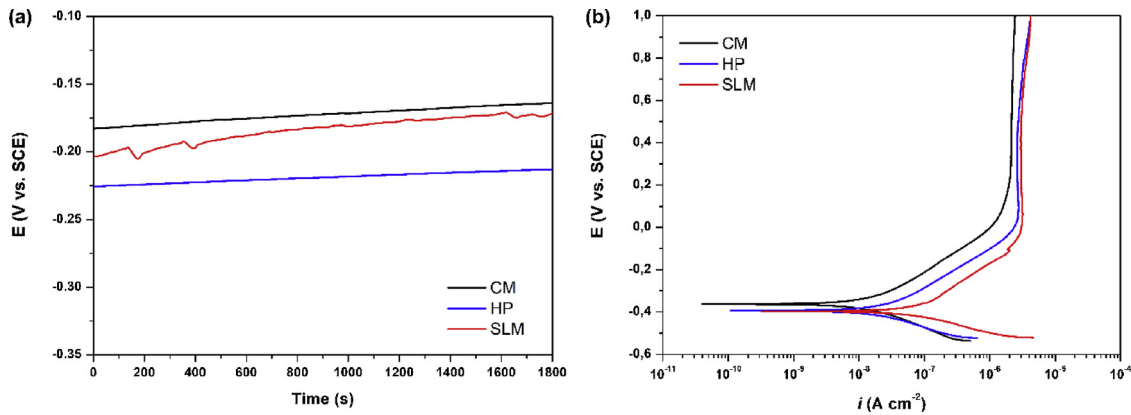 (a)
-0.10
-0.15
-0.20
-0.25
-0.30
-0.35
E (V vs. SCE)
CM
HP
SLM
0 200 400 600 800 1000 1200 1400 1600 1800
Time (s)
(b)
1,0
0,8
0,6
0,4
0,2
0,0
-0,2
-0,4
-0,6
E (V vs. SCE)
CM
HP
SLM
10⁻¹¹ 10⁻¹⁰ 10⁻⁹ 10⁻⁸ 10⁻⁷ 10⁻⁶ 10⁻⁵ 10⁻⁴
i (A cm⁻²)